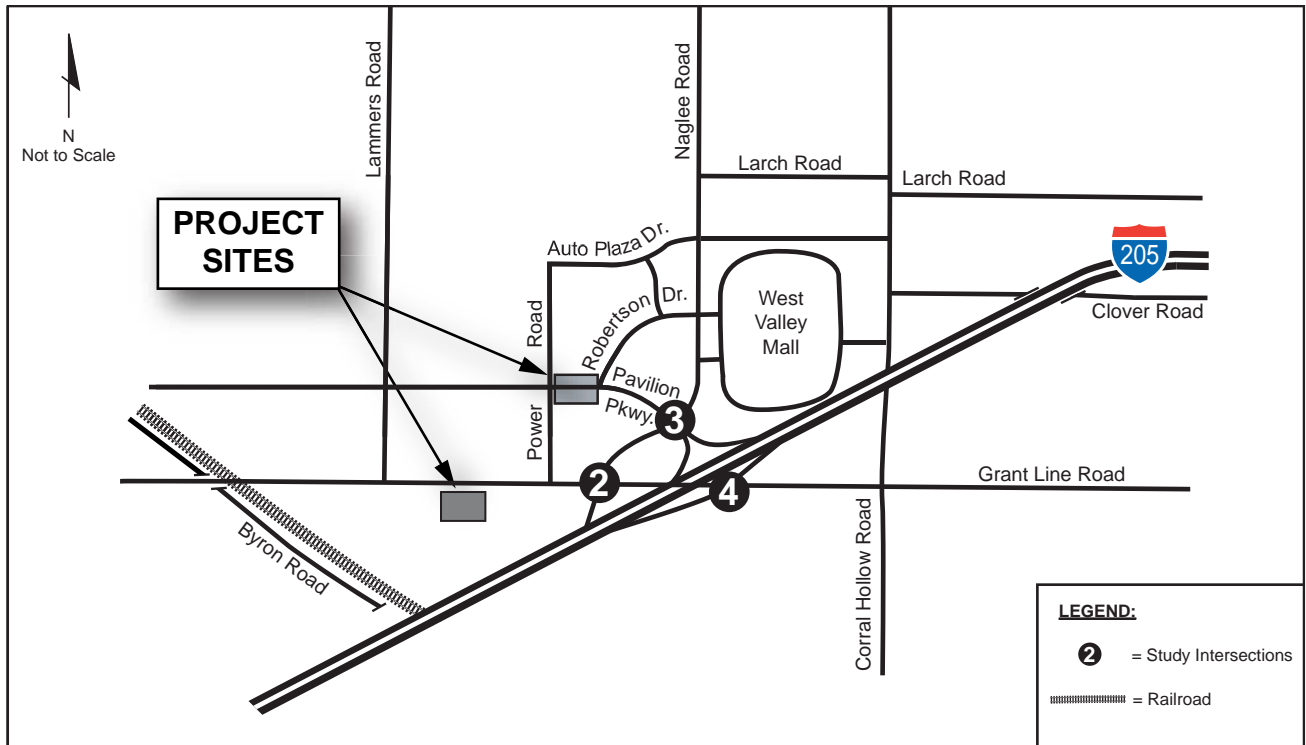 N
Not to Scale
Lammers Road
Naglee Road
Larch Road
Larch Road
PROJECT
SITES
Auto Plaza Dr.
205
Clover Road
West
Valley
Mall
Robertson Dr.
Power Road
Pavilion
Pkwy.
3
2
4
Grant Line Road
Byron Road
Corral Hollow Road
LEGEND:
2 = Study Intersections
= Railroad